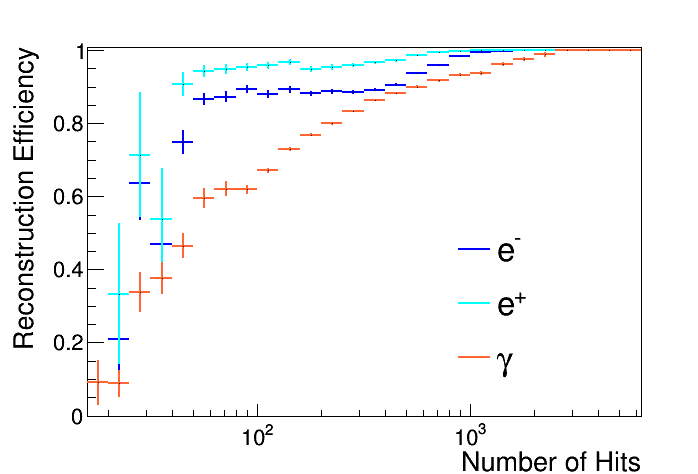 Reconstruction Efficiency
1
0.8
0.6
0.4
0.2
0
10²
10³
Number of Hits
e⁻
e⁺
γ